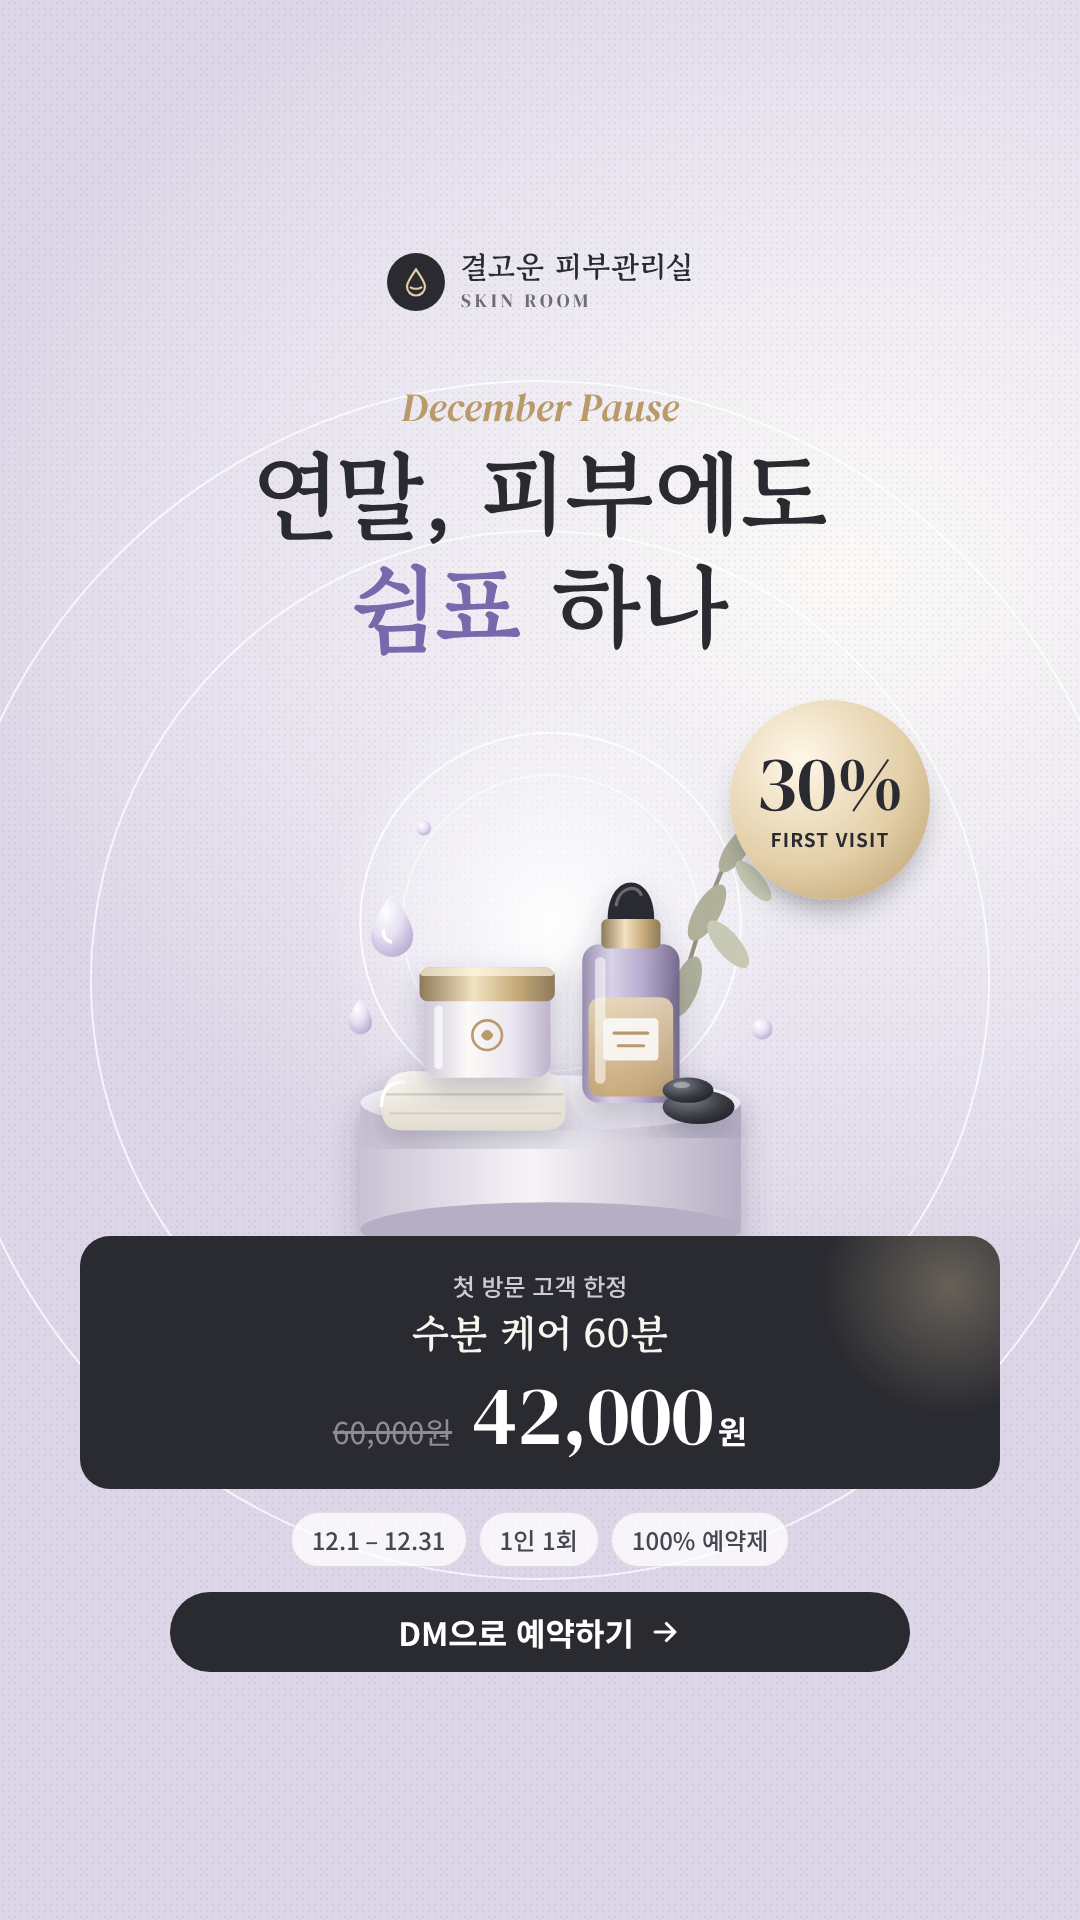 결고운 피부관리실
SKIN ROOM
December Pause
연말, 피부에도
쉼표 하나
30%
FIRST VISIT
첫 방문 고객 한정
수분 케어 60분
60,000원 42,000원
12.1 – 12.31 1인 1회 100% 예약제
DM으로 예약하기 →